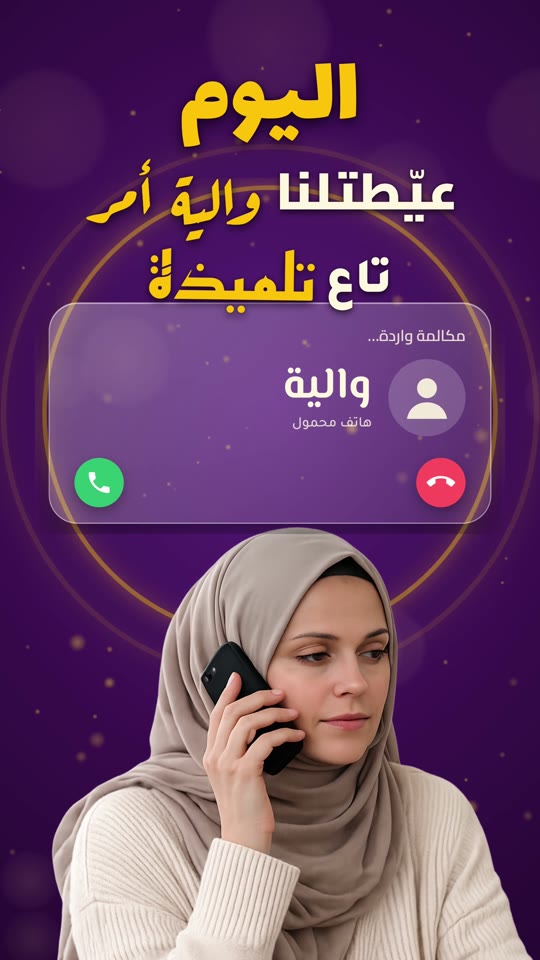 اليوم
عيّطتلنا والية أمر
تاع تلميذة
مكالمة واردة...
والية
هاتف محمول